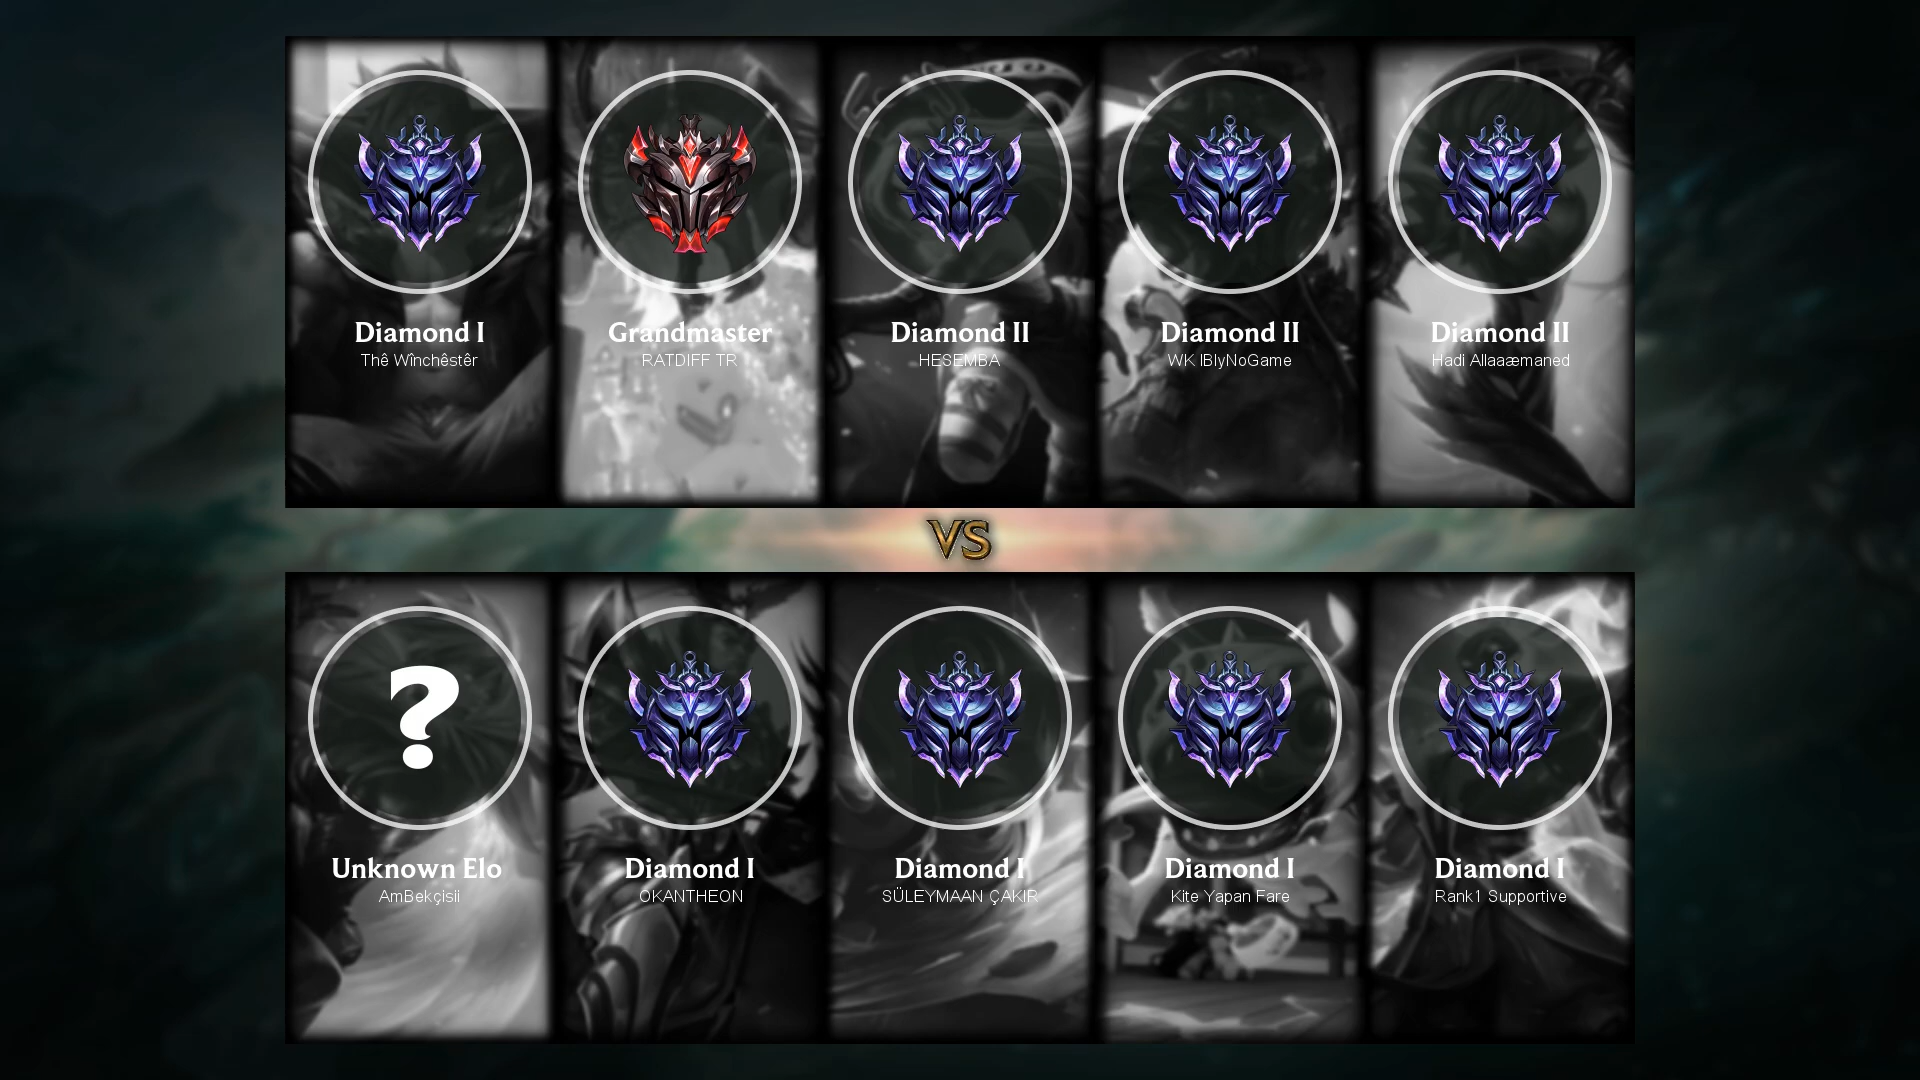 Diamond I
Thê Wînchêstêr
Grandmaster
RATDIFF TR
Diamond II
HESEMBA
Diamond II
WK IBlyNoGame
Diamond II
Hadi Allaaæmaned
VS
?
Unknown Elo
AmBekçisii
Diamond I
OKANTHEON
Diamond I
SÜLEYMAAN ÇAKIR
Diamond I
Kite Yapan Fare
Diamond I
Rank1 Supportive